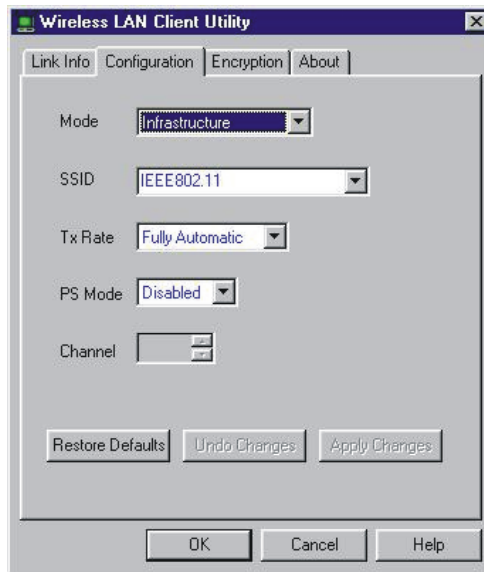 Wireless LAN Client Utility
Link Info Configuration Encryption About
Mode Infrastructure
SSID IEEE802.11
Tx Rate Fully Automatic
PS Mode Disabled
Channel
Restore Defaults Undo Changes Apply Changes
OK Cancel Help